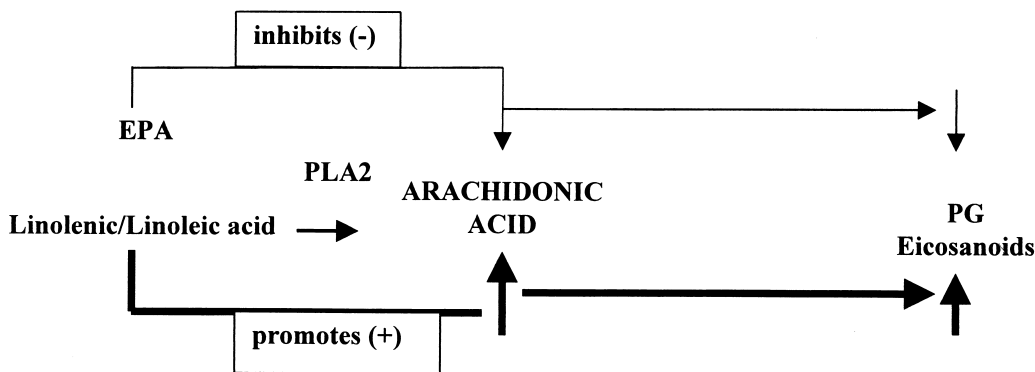 inhibits (-)
EPA
PLA2
ARACHIDONIC
ACID
Linolenic/Linoleic acid
PG
Eicosanoids
promotes (+)